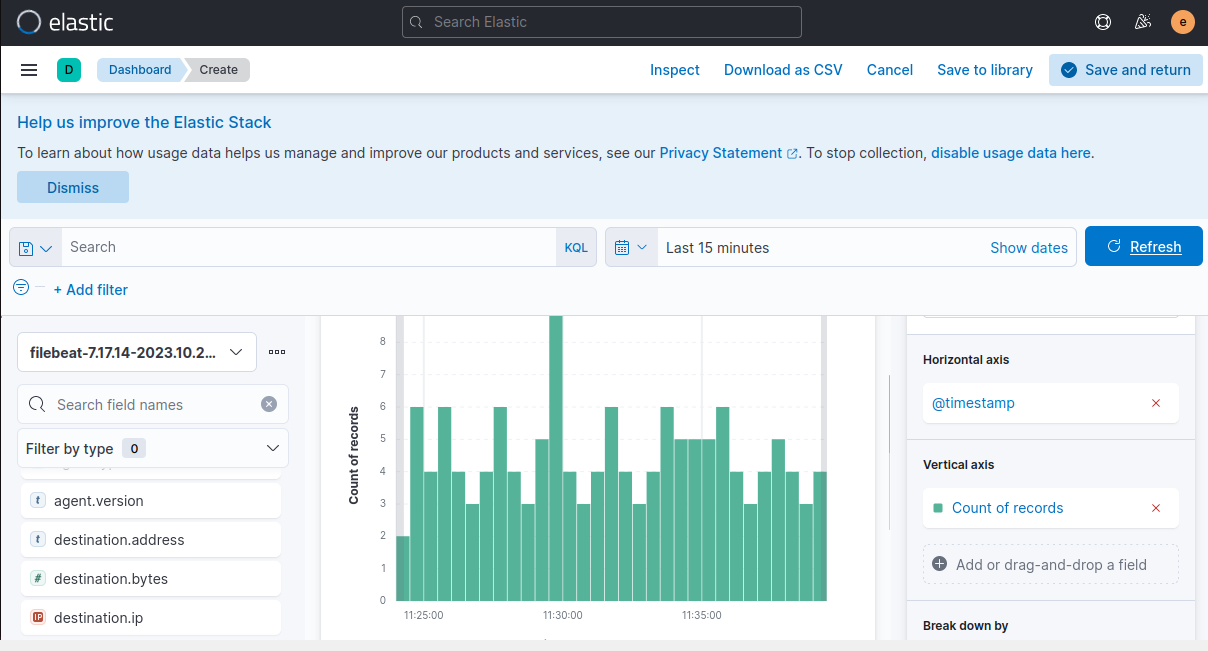 elastic
Search Elastic
e
D
Dashboard
Create
Inspect
Download as CSV
Cancel
Save to library
Save and return
Help us improve the Elastic Stack
To learn about how usage data helps us manage and improve our products and services, see our Privacy Statement. To stop collection, disable usage data here.
Dismiss
Search
KQL
Last 15 minutes
Show dates
Refresh
+ Add filter
filebeat-7.17.14-2023.10.2...
Search field names
Filter by type 0
t agent.version
t destination.address
# destination.bytes
IP destination.ip
Count of records
8
7
6
5
4
3
2
1
0
11:25:00
11:30:00
11:35:00
Horizontal axis
@timestamp
Vertical axis
Count of records
Add or drag-and-drop a field
Break down by